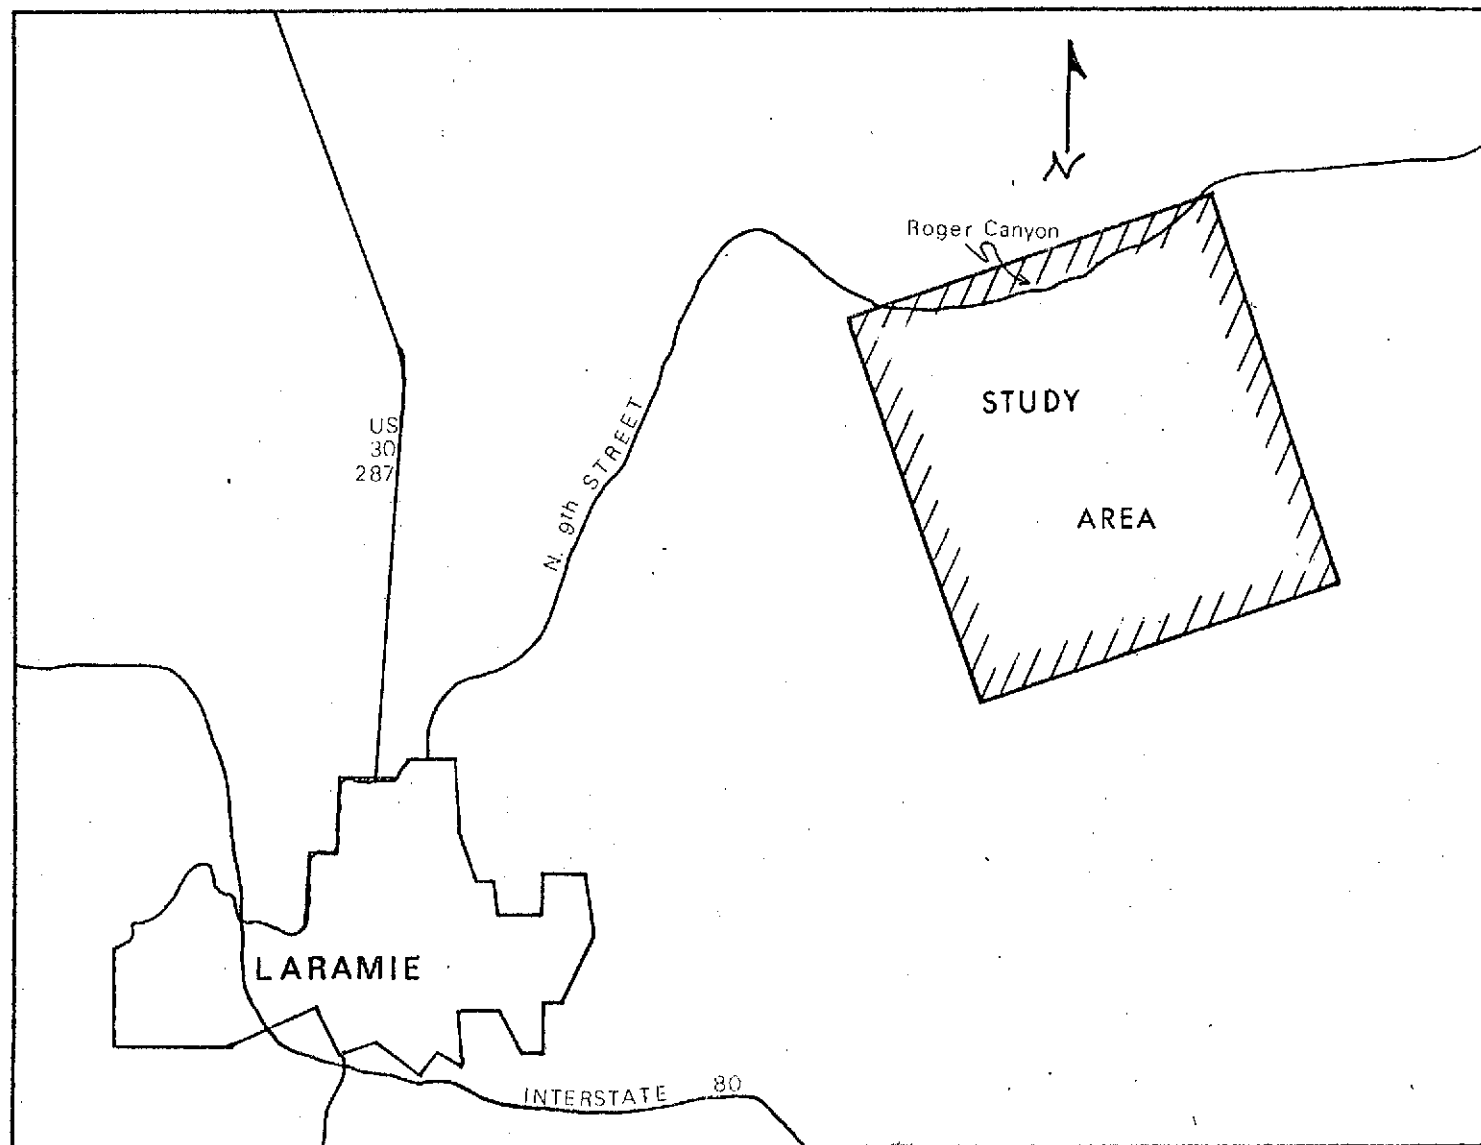 N
Roger Canyon
STUDY
AREA
US
30
287
N. 9th STREET
LARAMIE
INTERSTATE 80